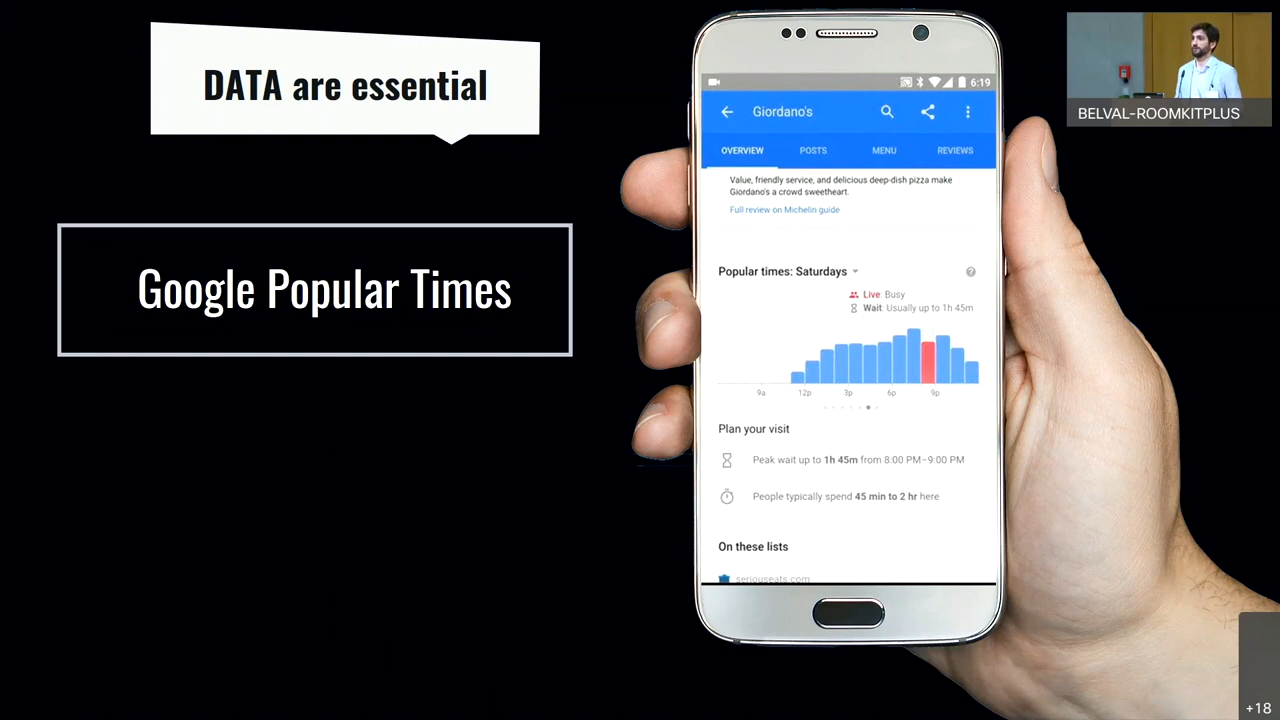 DATA are essential
Google Popular Times
6:19
Giordano's
OVERVIEW POSTS MENU REVIEWS
Value, friendly service, and delicious deep-dish pizza make
Giordano's a crowd sweetheart.
Full review on Michelin guide
Popular times: Saturdays
?
Live: Busy
Wait: Usually up to 1h 45m
9a 12p 3p 6p 9p
Plan your visit
Peak wait up to 1h 45m from 8:00 PM–9:00 PM
People typically spend 45 min to 2 hr here
On these lists
seriouseats.com
BELVAL-ROOMKITPLUS
+18